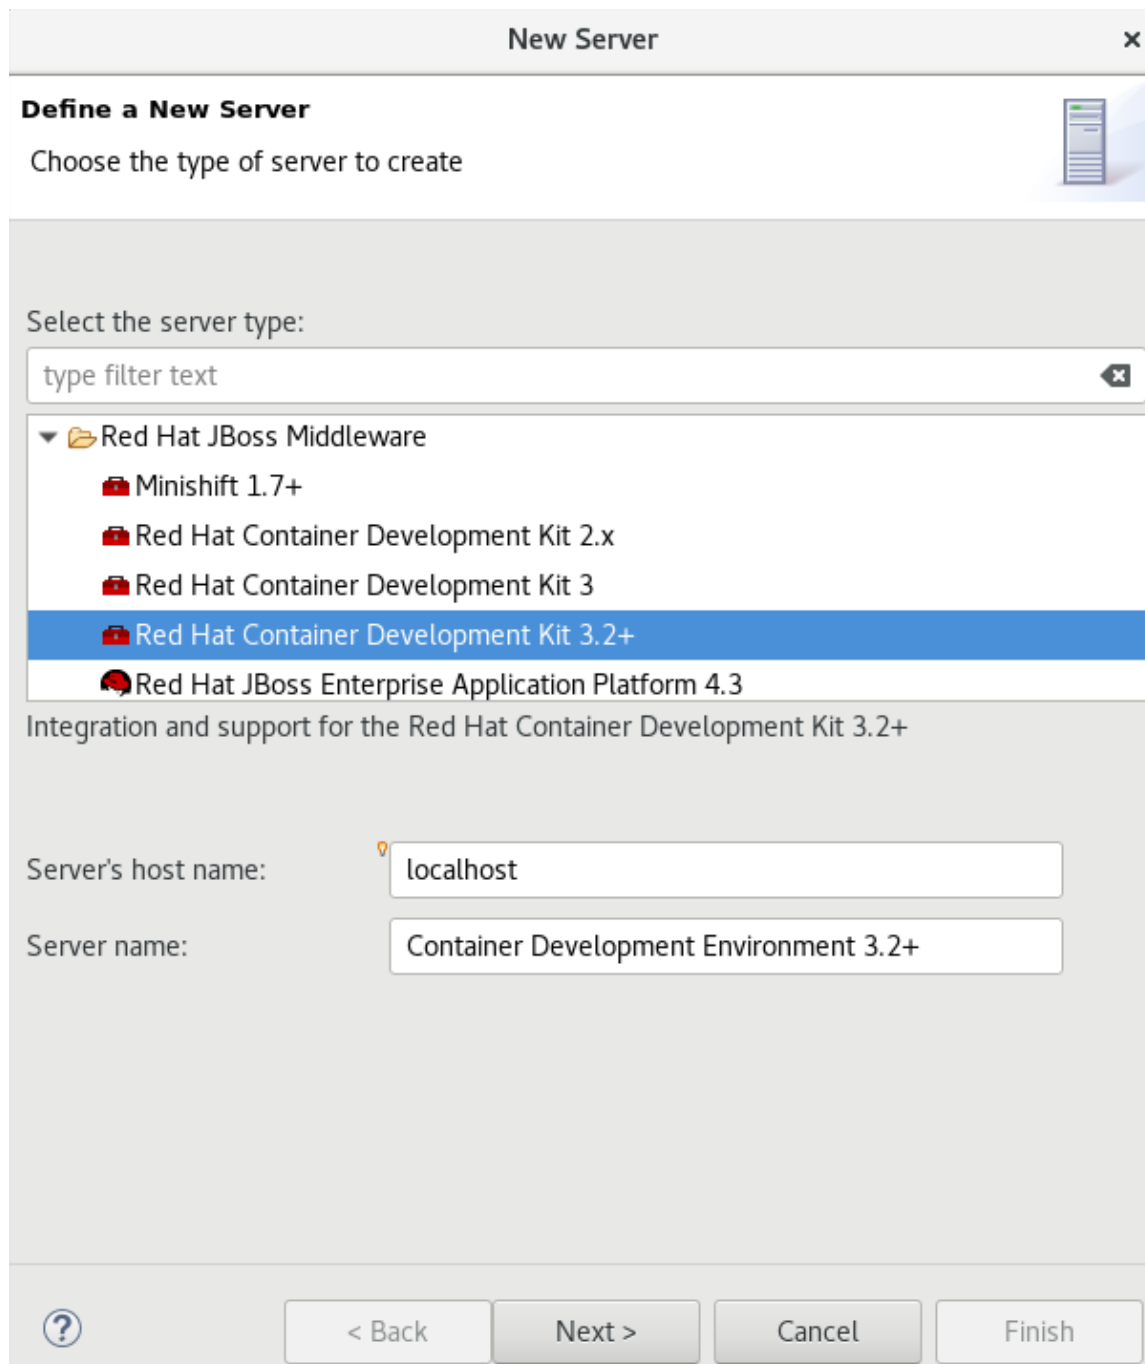 New Server
Define a New Server
Choose the type of server to create
Select the server type:
type filter text
Red Hat JBoss Middleware
Minishift 1.7+
Red Hat Container Development Kit 2.x
Red Hat Container Development Kit 3
Red Hat Container Development Kit 3.2+
Red Hat JBoss Enterprise Application Platform 4.3
Integration and support for the Red Hat Container Development Kit 3.2+
Server's host name: localhost
Server name: Container Development Environment 3.2+
? < Back Next > Cancel Finish